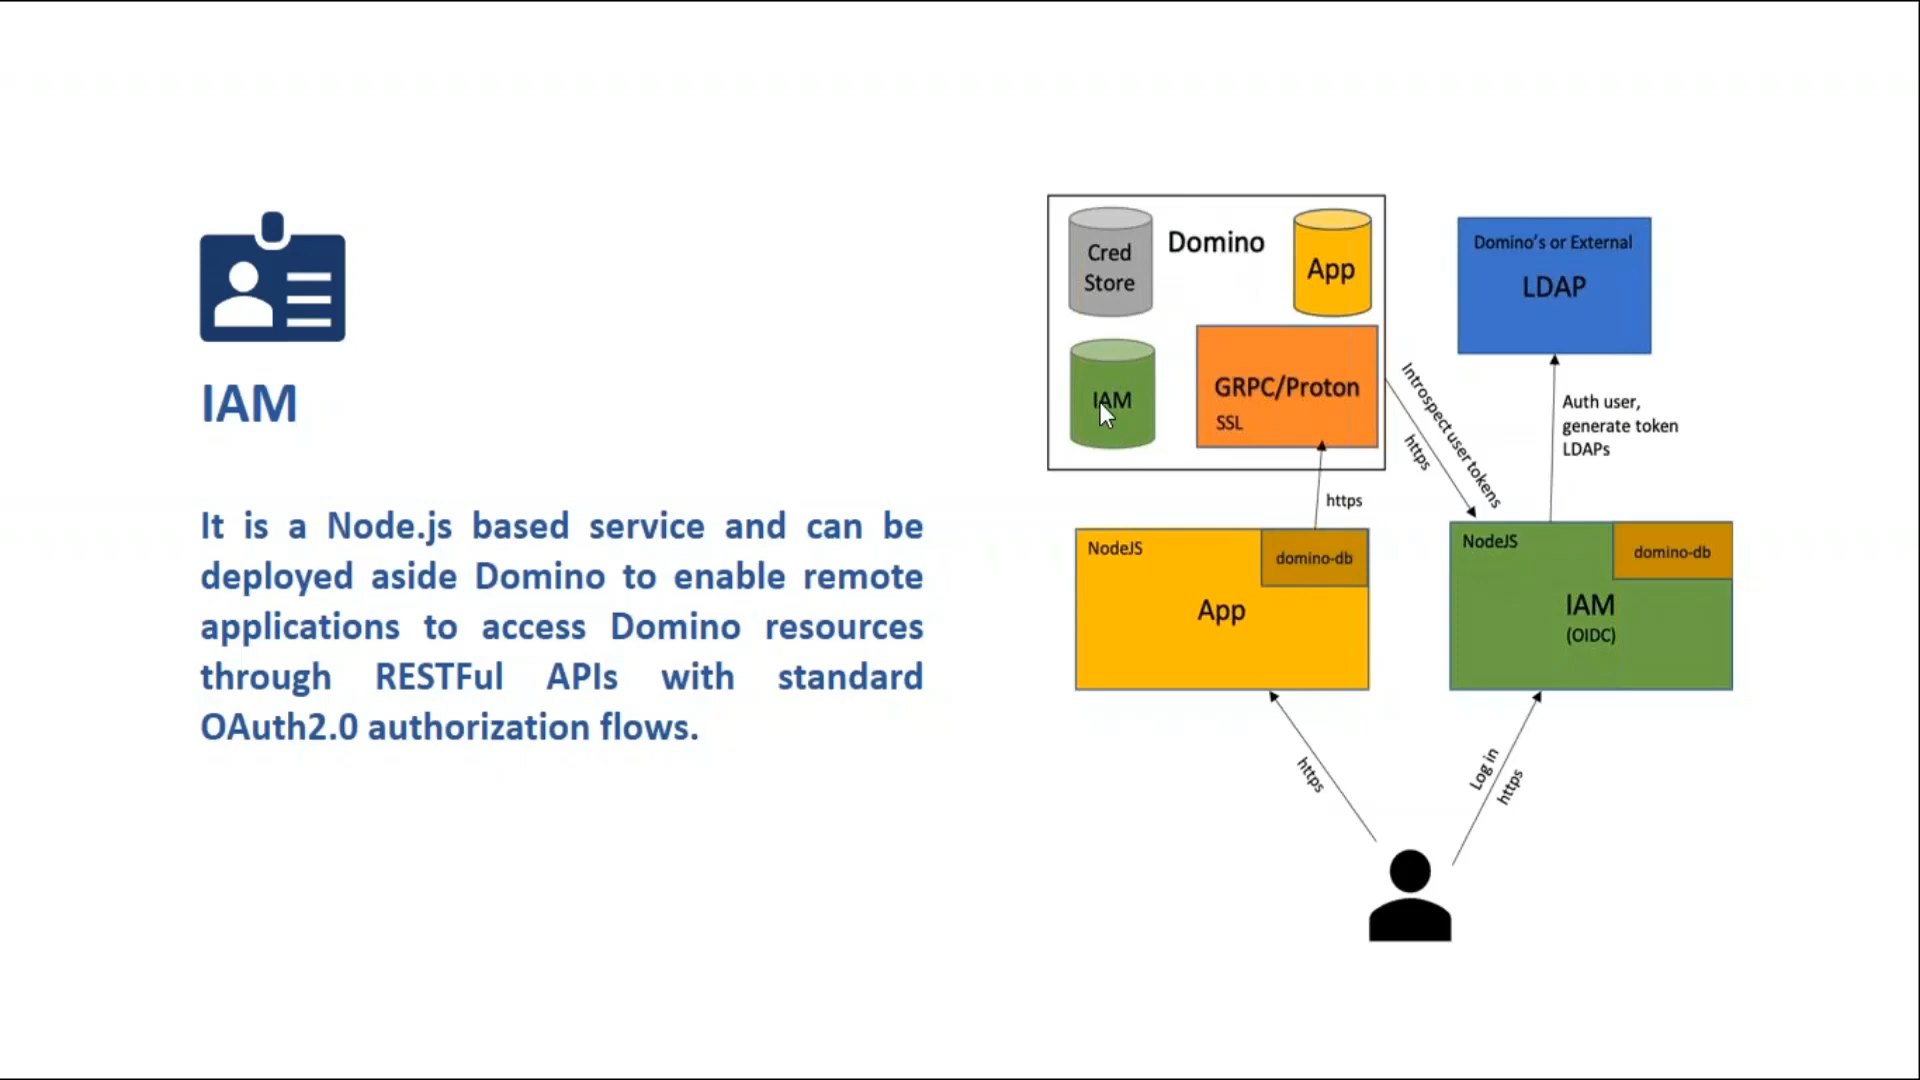 IAM
It is a Node.js based service and can be
deployed aside Domino to enable remote
applications to access Domino resources
through RESTFul APIs with standard
OAuth2.0 authorization flows.
Cred
Store
Domino
App
IAM
GRPC/Proton
SSL
Domino's or External
LDAP
Introspect user tokens
https
Auth user,
generate token
LDAPs
https
NodeJS
domino-db
App
NodeJS
domino-db
IAM
(OIDC)
https
Log in
https